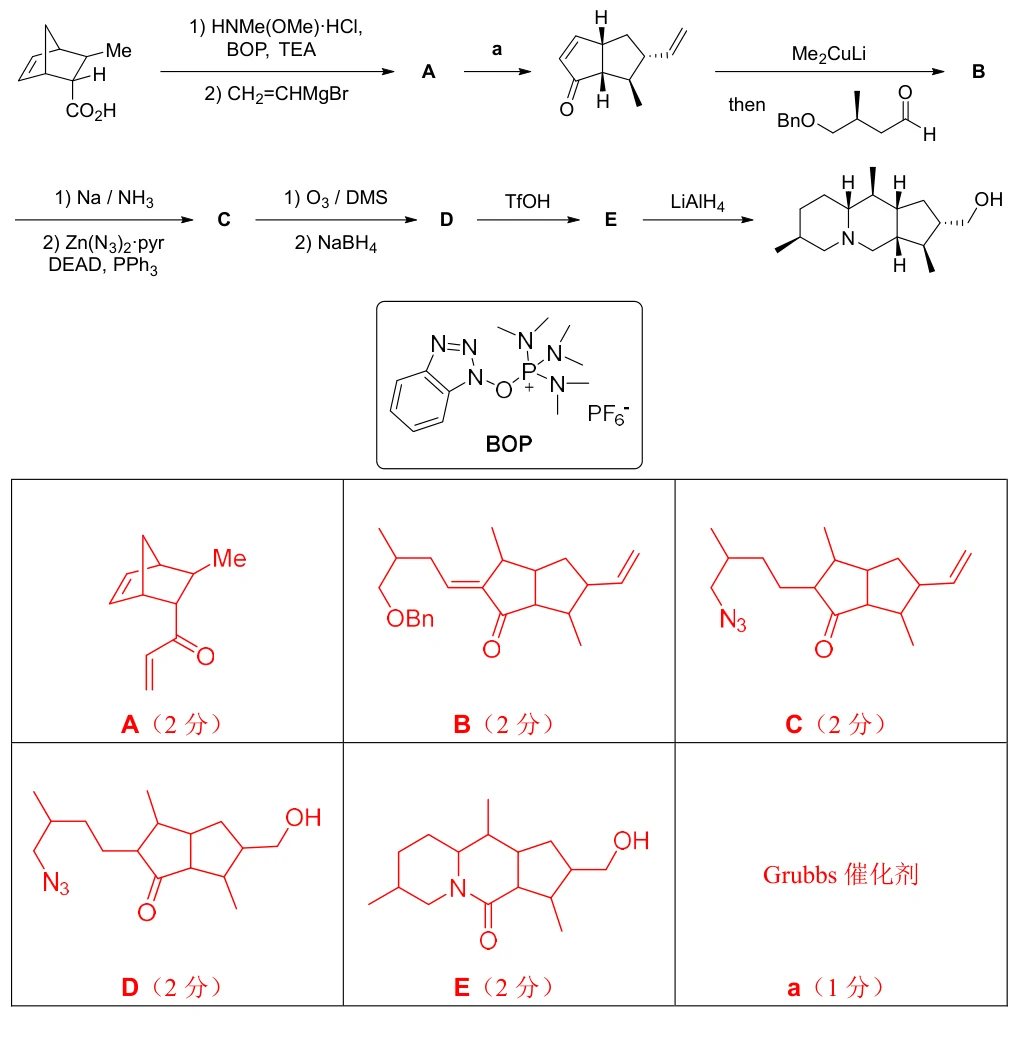 1) HNMe(OMe)·HCl,
BOP, TEA
2) CH2=CHMgBr
A
a
Me2CuLi
then
B
Me
H
CO2H
H
H
O
BnO
O
H
1) Na / NH3
2) Zn(N3)2·pyr
DEAD, PPh3
C
1) O3 / DMS
2) NaBH4
D
TfOH
E
LiAlH4
H
H
N
H
OH
N=N
N
O
P
+
N
N
N
PF6-
BOP
Me
O
A（2 分）
OBn
O
B（2 分）
N3
O
C（2 分）
OH
N3
O
D（2 分）
OH
N
O
E（2 分）
Grubbs 催化剂
a（1 分）